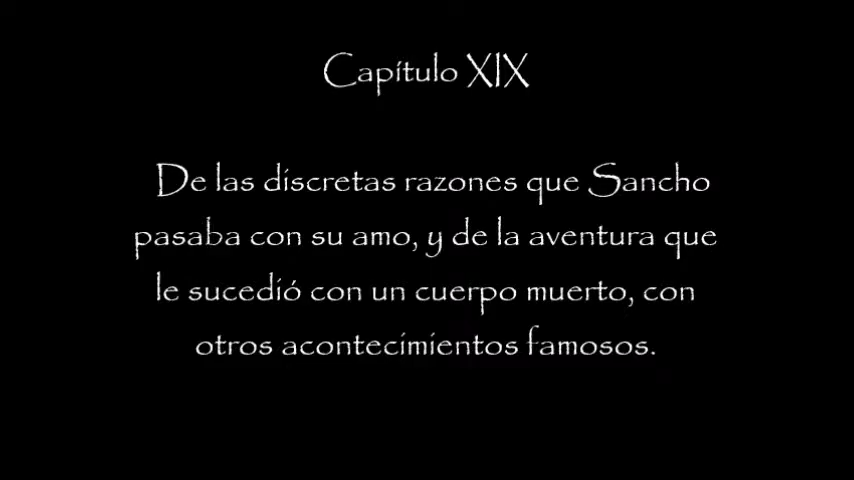 Capítulo XIX
De las discretas razones que Sancho
pasaba con su amo, y de la aventura que
le sucedió con un cuerpo muerto, con
otros acontecimientos famosos.